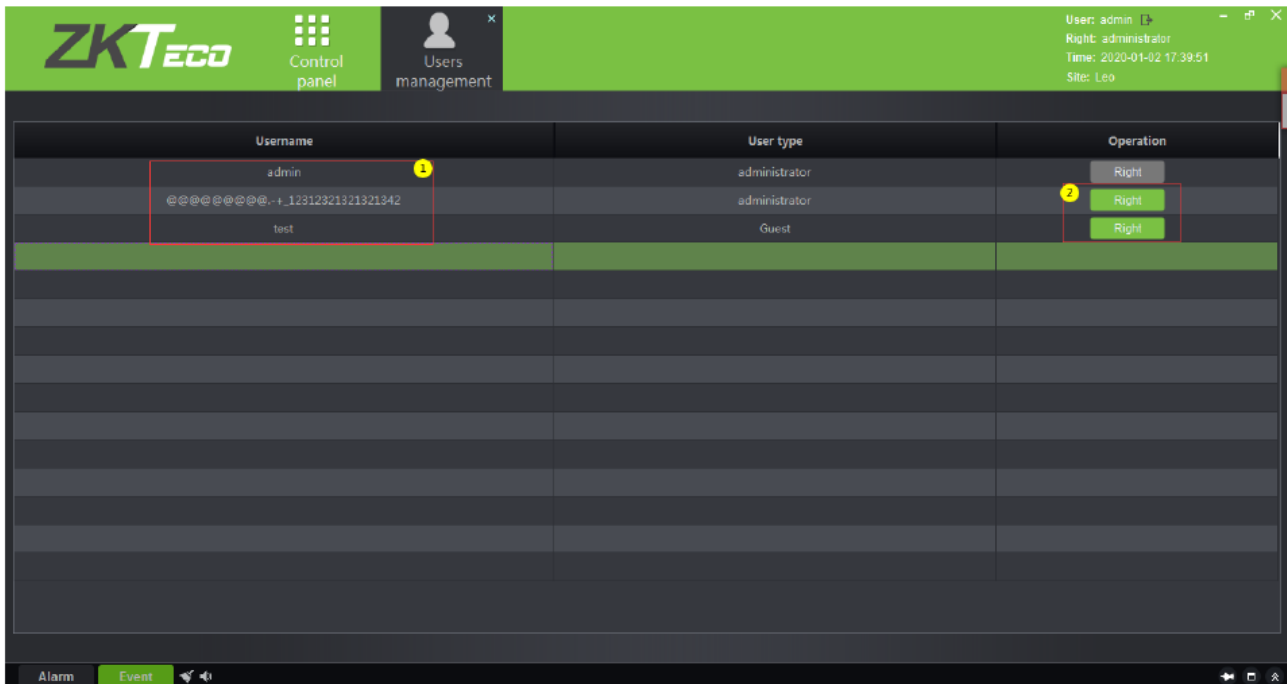 ZKTeco
Control
panel
Users
management
User: admin
Right: administrator
Time: 2020-01-02 17:39:51
Site: Leo
Username User type Operation
admin 1 administrator Right
@@@@@@@@@.-+_12312321321321342 administrator 2 Right
test Guest Right
Alarm Event